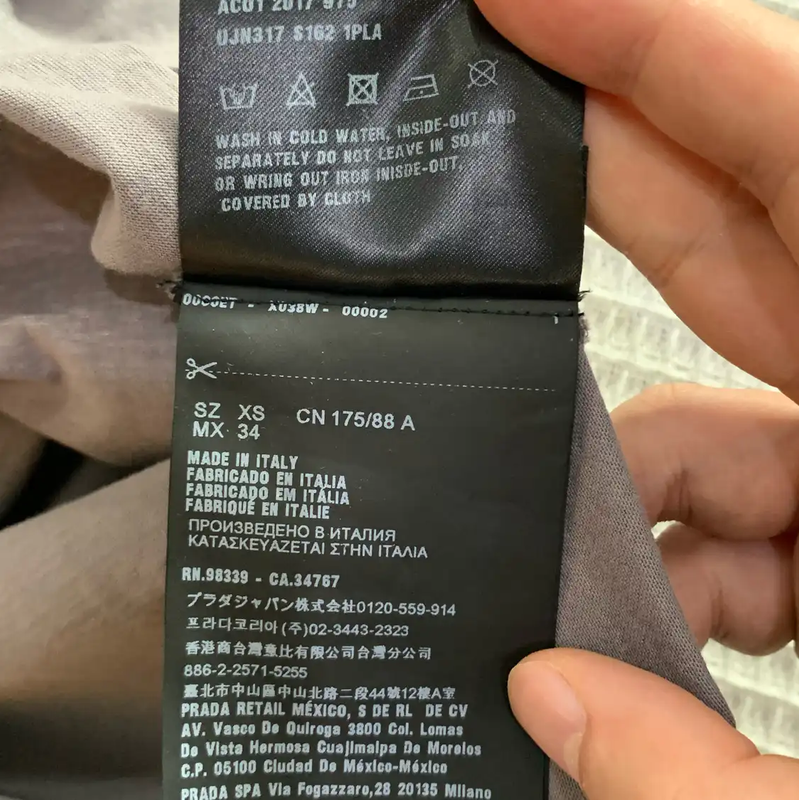 AC01 2017 975
UJN317 S162 1PLA
WASH IN COLD WATER, INSIDE-OUT AND
SEPARATELY DO NOT LEAVE IN SOAK
OR WRING OUT IRON INISDE-OUT,
COVERED BY CLOTH
- X038W - 00002
SZ XS CN 175/88 A
MX 34
MADE IN ITALY
FABRICADO EN ITALIA
FABRICADO EM ITÁLIA
FABRIQUÉ EN ITALIE
ПРОИЗВЕДЕНО В ИТАЛИЯ
ΚΑΤΑΣΚΕΥΑΖΕΤΑΙ ΣΤΗΝ ΙΤΑΛΙΑ
RN.98339 - CA.34767
プラダジャパン株式会社0120-559-914
프라다코리아(주)02-3443-2323
香港商台灣薏比有限公司台灣分公司
886-2-2571-5255
臺北市中山區中山北路二段44號12樓A室
PRADA RETAIL MÉXICO, S DE RL DE CV
AV. Vasco De Quiroga 3800 Col. Lomas
De Vista Hermosa Cuajimalpa De Morelos
C.P. 05100 Ciudad De México-México
PRADA SPA Via Fogazzaro,28 20135 Milano